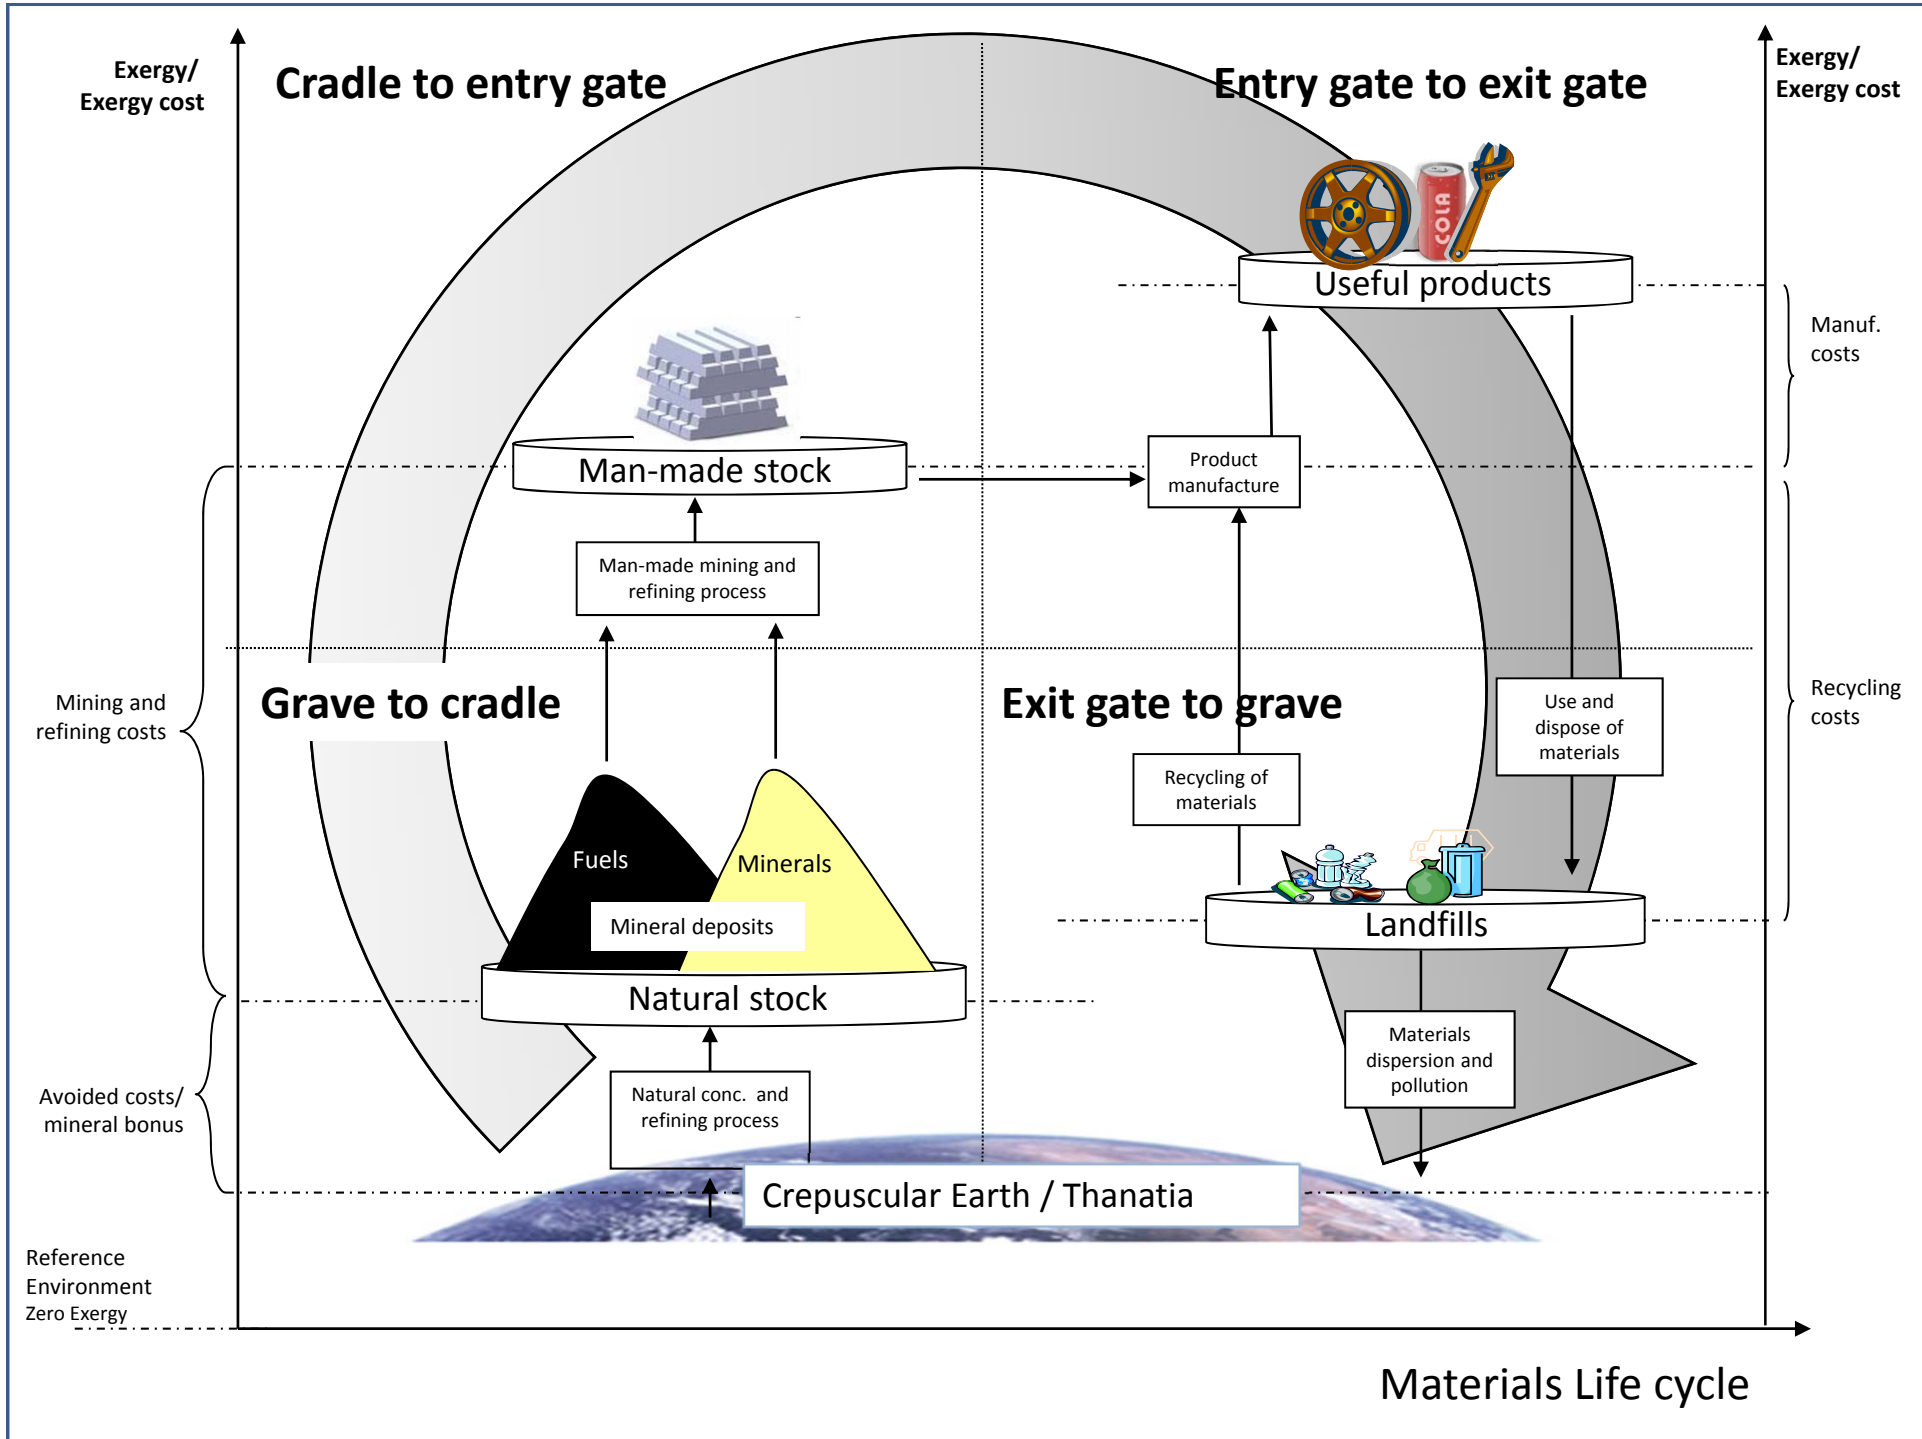 Exergy/
Exergy cost
Cradle to entry gate
Entry gate to exit gate
Exergy/
Exergy cost
COLA
Useful products
Manuf.
costs
Man-made stock
Product
manufacture
Man-made mining and
refining process
Mining and
refining costs
Grave to cradle
Exit gate to grave
Use and
dispose of
materials
Recycling
costs
Recycling of
materials
Fuels
Minerals
Mineral deposits
Landfills
Natural stock
Materials
dispersion and
pollution
Avoided costs/
mineral bonus
Natural conc. and
refining process
Crepuscular Earth / Thanatia
Reference
Environment
Zero Exergy
Materials Life cycle